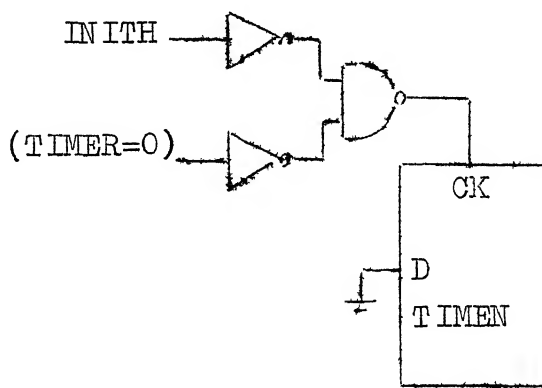 INITH
(TIMER=0)
CK
D
TIMEN